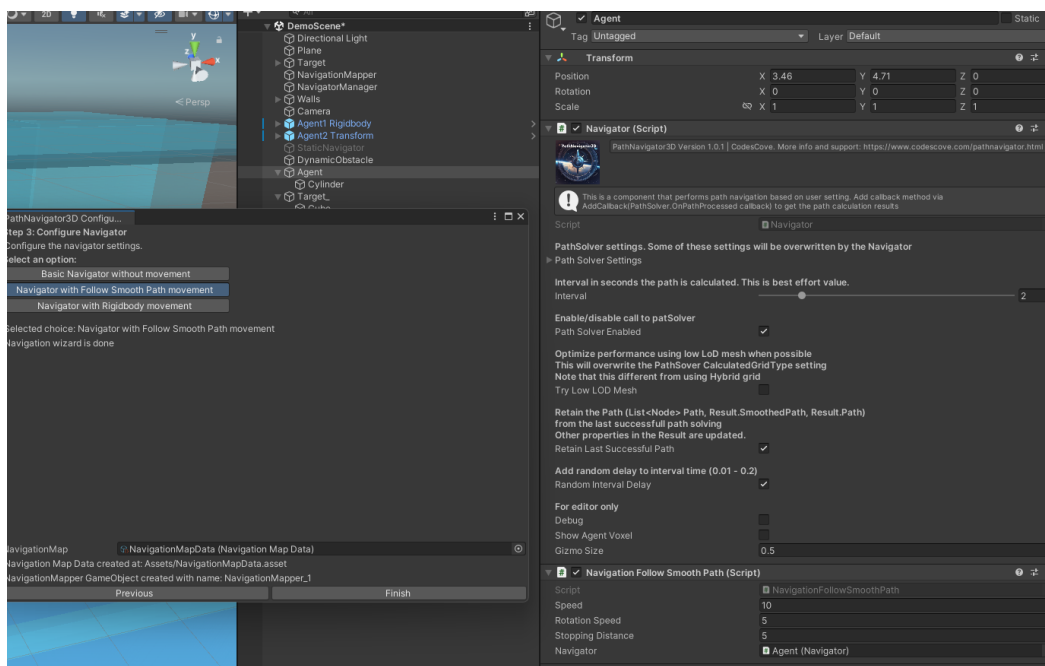 2D
y
z
x
Persp
DemoScene*
Directional Light
Plane
Target
NavigationMapper
NavigatorManager
Walls
Camera
Agent1 Rigidbody
Agent2 Transform
StaticNavigator
DynamicObstacle
Agent
Cylinder
Target_
PathNavigator3D Configu...
Step 3: Configure Navigator
Configure the navigator settings.
Select an option:
Basic Navigator without movement
Navigator with Follow Smooth Path movement
Navigator with Rigidbody movement
Selected choice: Navigator with Follow Smooth Path movement
Navigation wizard is done
NavigationMap NavigationMapData (Navigation Map Data)
Navigation Map Data created at: Assets/NavigationMapData.asset
NavigationMapper GameObject created with name: NavigationMapper_1
Previous Finish
Agent Static
Tag Untagged Layer Default
Transform
Position X 3.46 Y 4.71 Z 0
Rotation X 0 Y 0 Z 0
Scale X 1 Y 1 Z 1
Navigator (Script)
PathNavigator3D Version 1.0.1 | CodesCove. More info and support: https://www.codescove.com/pathnavigator.html
This is a component that performs path navigation based on user setting. Add callback method via
AddCallback(PathSolver.OnPathProcessed callback) to get the path calculation results
Script Navigator
PathSolver settings. Some of these settings will be overwritten by the Navigator
Path Solver Settings
Interval in seconds the path is calculated. This is best effort value.
Interval 2
Enable/disable call to patSolver
Path Solver Enabled
Optimize performance using low LoD mesh when possible
This will overwrite the PathSover CalculatedGridType setting
Note that this different from using Hybrid grid
Try Low LOD Mesh
Retain the Path (List<Node> Path, Result.SmoothedPath, Result.Path)
from the last successfull path solving
Other properties in the Result are updated.
Retain Last Successful Path
Add random delay to interval time (0.01 - 0.2)
Random Interval Delay
For editor only
Debug
Show Agent Voxel
Gizmo Size 0.5
Navigation Follow Smooth Path (Script)
Script NavigationFollowSmoothPath
Speed 10
Rotation Speed 5
Stopping Distance 5
Navigator Agent (Navigator)